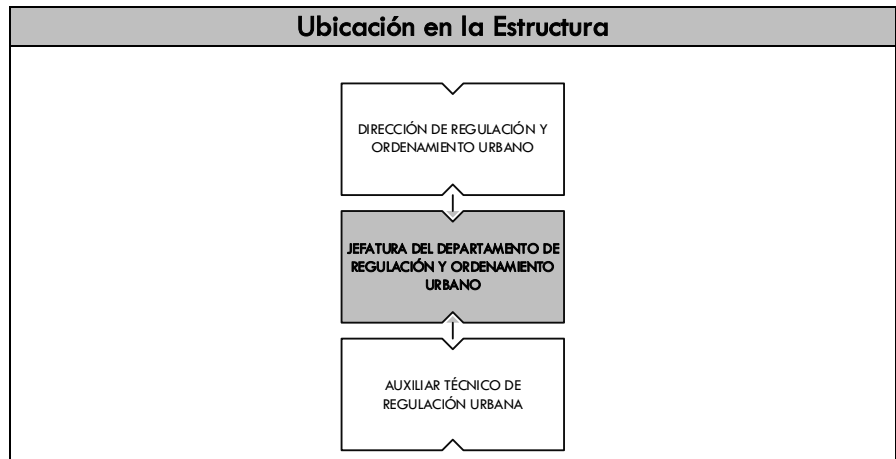 Ubicación en la Estructura
DIRECCIÓN DE REGULACIÓN Y
ORDENAMIENTO URBANO
JEFATURA DEL DEPARTAMENTO DE
REGULACIÓN Y ORDENAMIENTO
URBANO
AUXILIAR TÉCNICO DE
REGULACIÓN URBANA